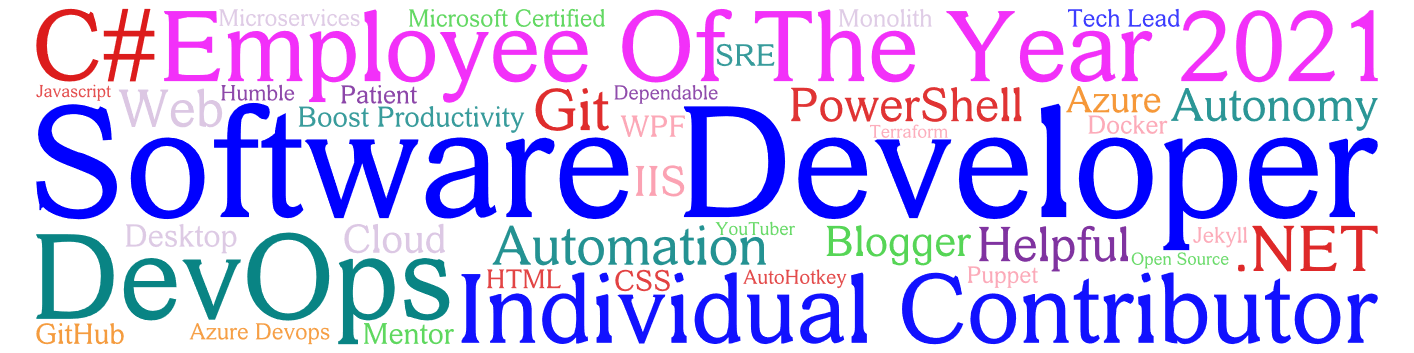 C# Employee Of The Year 2021
Microservices
Microsoft Certified
SRE
Monolith
Tech Lead
Javascript
Web
Humble
Patient
Boost Productivity
Git
Dependable
WPF
PowerShell
Terraform
Azure
Docker
Autonomy
Software Developer
IIS
Desktop
Cloud
Automation
YouTuber
Blogger
Helpful
Open Source
Jekyll
.NET
DevOps
HTML
CSS
AutoHotkey
Puppet
Individual Contributor
GitHub
Azure Devops
Mentor